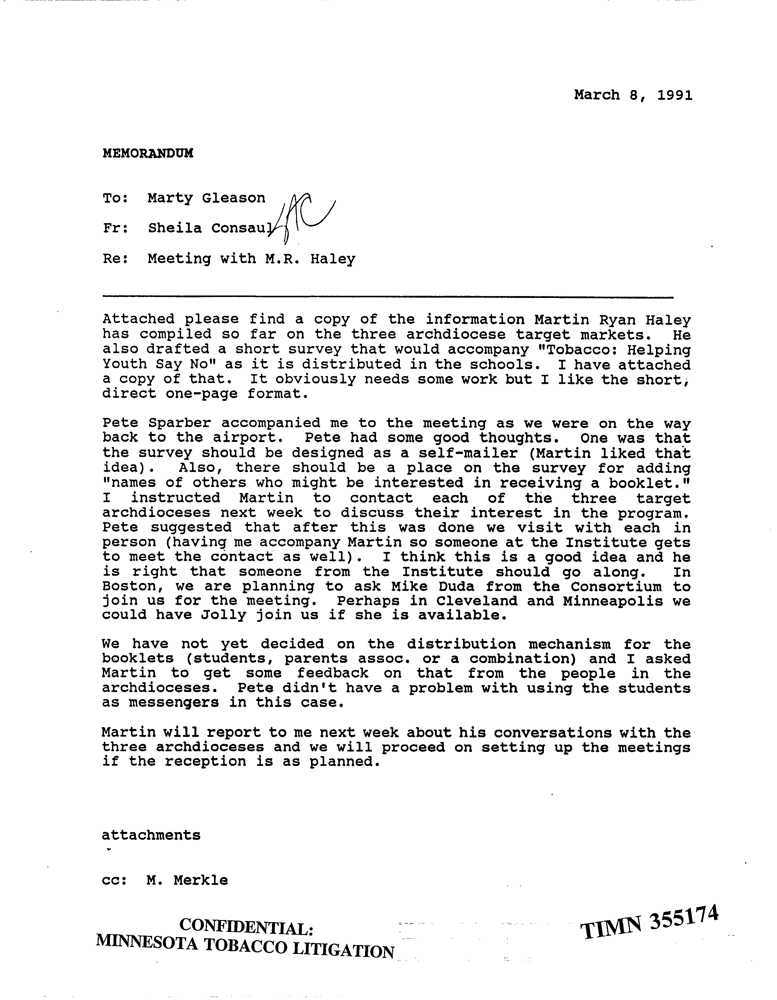 March 8, 1991
MEMORANDUM
To: Marty Gleason
Fr: Sheila Consaul
Re: Meeting with M.R. Haley
Attached please find a copy of the information Martin Ryan Haley
has compiled so far on the three archdiocese target markets. He
also drafted a short survey that would accompany "Tobacco: Helping
Youth Say No" as it is distributed in the schools. I have attached
a copy of that. It obviously needs some work but I like the short,
direct one-page format.
Pete Sparber accompanied me to the meeting as we were on the way
back to the airport. Pete had some good thoughts. One was that
the survey should be designed as a self-mailer (Martin liked that
idea). Also, there should be a place on the survey for adding
"names of others who might be interested in receiving a booklet."
I instructed Martin to contact each of the three target
archdioceses next week to discuss their interest in the program.
Pete suggested that after this was done we visit with each in
person (having me accompany Martin so someone at the Institute gets
to meet the contact as well). I think this is a good idea and he
is right that someone from the Institute should go along. In
Boston, we are planning to ask Mike Duda from the Consortium to
join us for the meeting. Perhaps in Cleveland and Minneapolis we
could have Jolly join us if she is available.
We have not yet decided on the distribution mechanism for the
booklets (students, parents assoc. or a combination) and I asked
Martin to get some feedback on that from the people in the
archdioceses. Pete didn't have a problem with using the students
as messengers in this case.
Martin will report to me next week about his conversations with the
three archdioceses and we will proceed on setting up the meetings
if the reception is as planned.
attachments
cc: M. Merkle
CONFIDENTIAL:
MINNESOTA TOBACCO LITIGATION
TIMN 355174